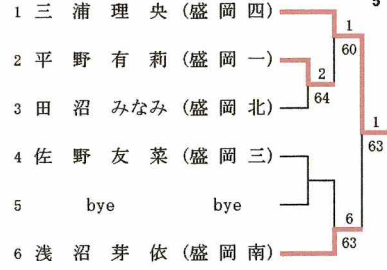 5
1 三浦理央 (盛岡四) 1
60
2 平野有莉 (盛岡一) 2
64
3 田沼みなみ (盛岡北) 1
63
4 佐野友菜 (盛岡三)
5 bye bye 6
63
6 浅沼芽依 (盛岡南)